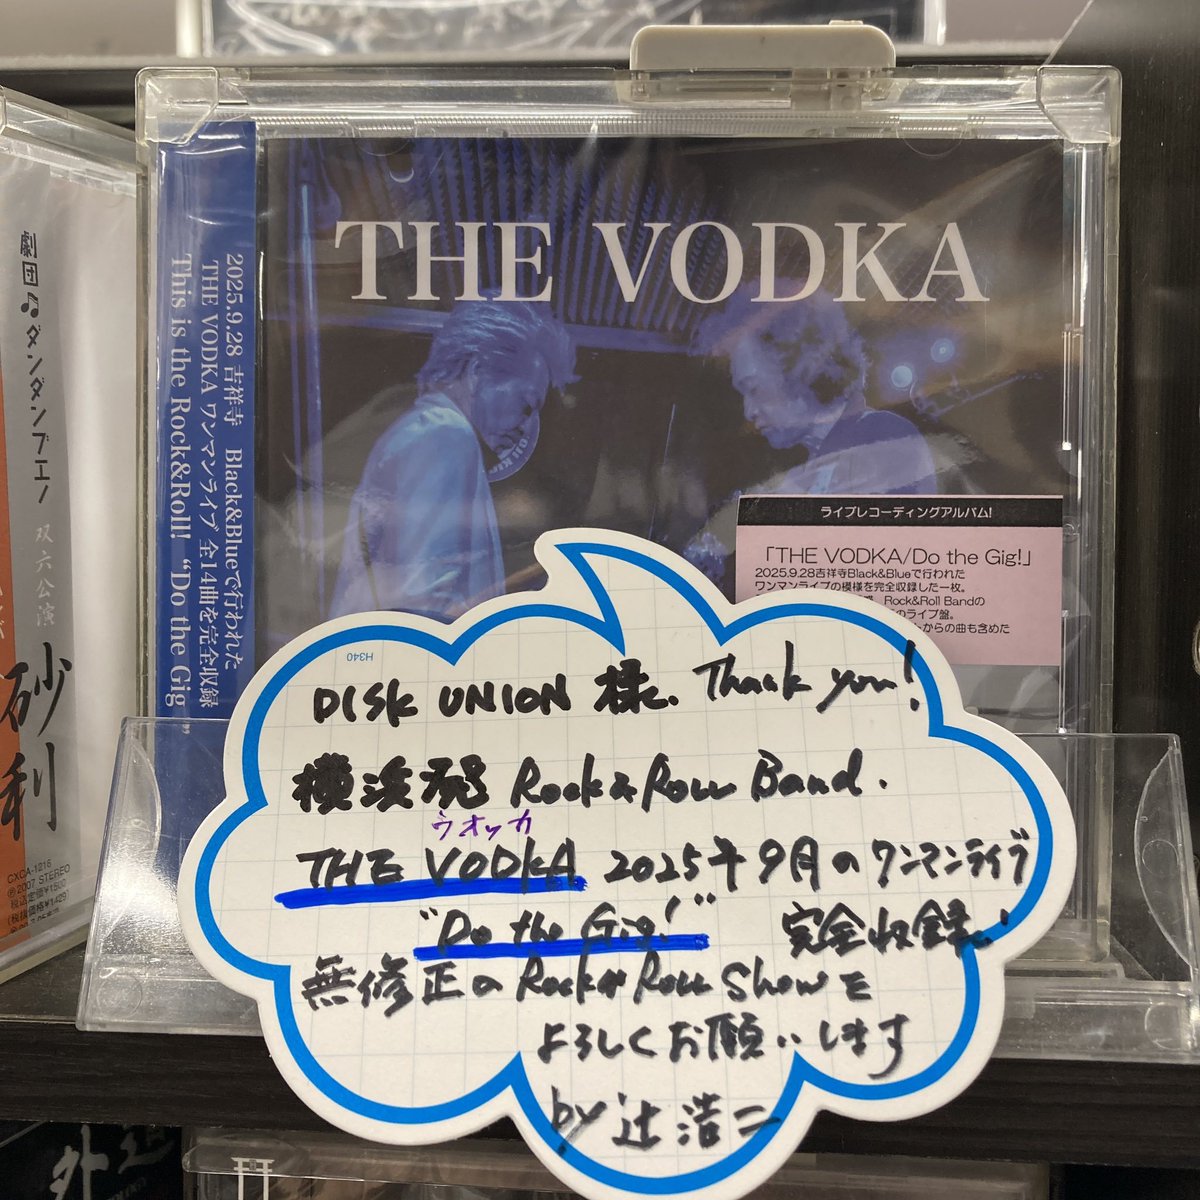 THE VODKA
2025.9.28 吉祥寺 Black&Blueで行われた
THE VODKA ワンマンライブ 全14曲を完全収録
This is the Rock&Roll! “Do the Gig ”
ライブレコーディングアルバム!
「THE VODKA/Do the Gig!」
2025.9.28吉祥寺Black&Blueで行われた
ワンマンライブの模様を完全収録した一枚。
Rock&Roll Bandの
のライブ盤。
からの曲も含めた
H340
DISK UNION 様. Thank you!
横浜発 Rock&Roll Band.
ウオッカ
THE VODKA 2025年9月のワンマンライブ
"Do the Gig!" 完全収録!
無修正のRock&Roll Showを
よろしくお願いします
by 辻浩二
劇団♫ダンダンブエノ 双六公演
砂利
CXCA-1216
Ⓟ2007 STEREO
税込定価¥1500
(税抜価格¥1429)